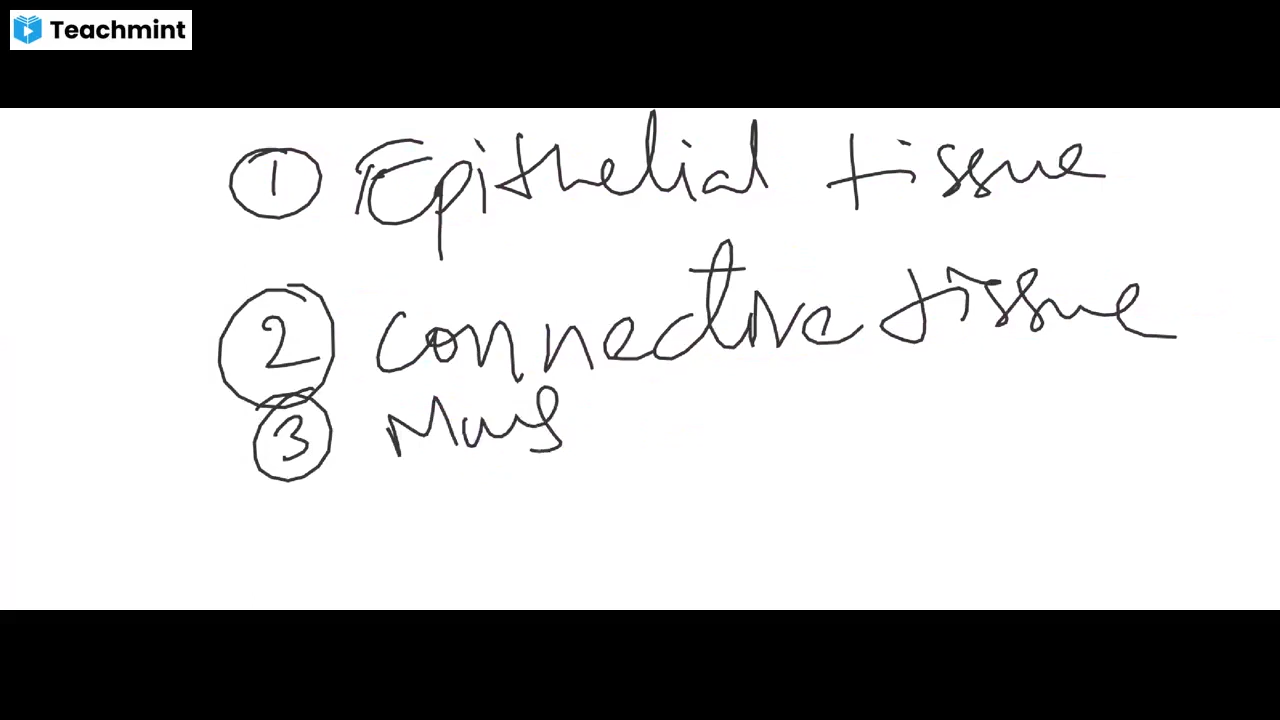 Teachmint
① Epithelial tissue
② Connective tissue
③ Mus